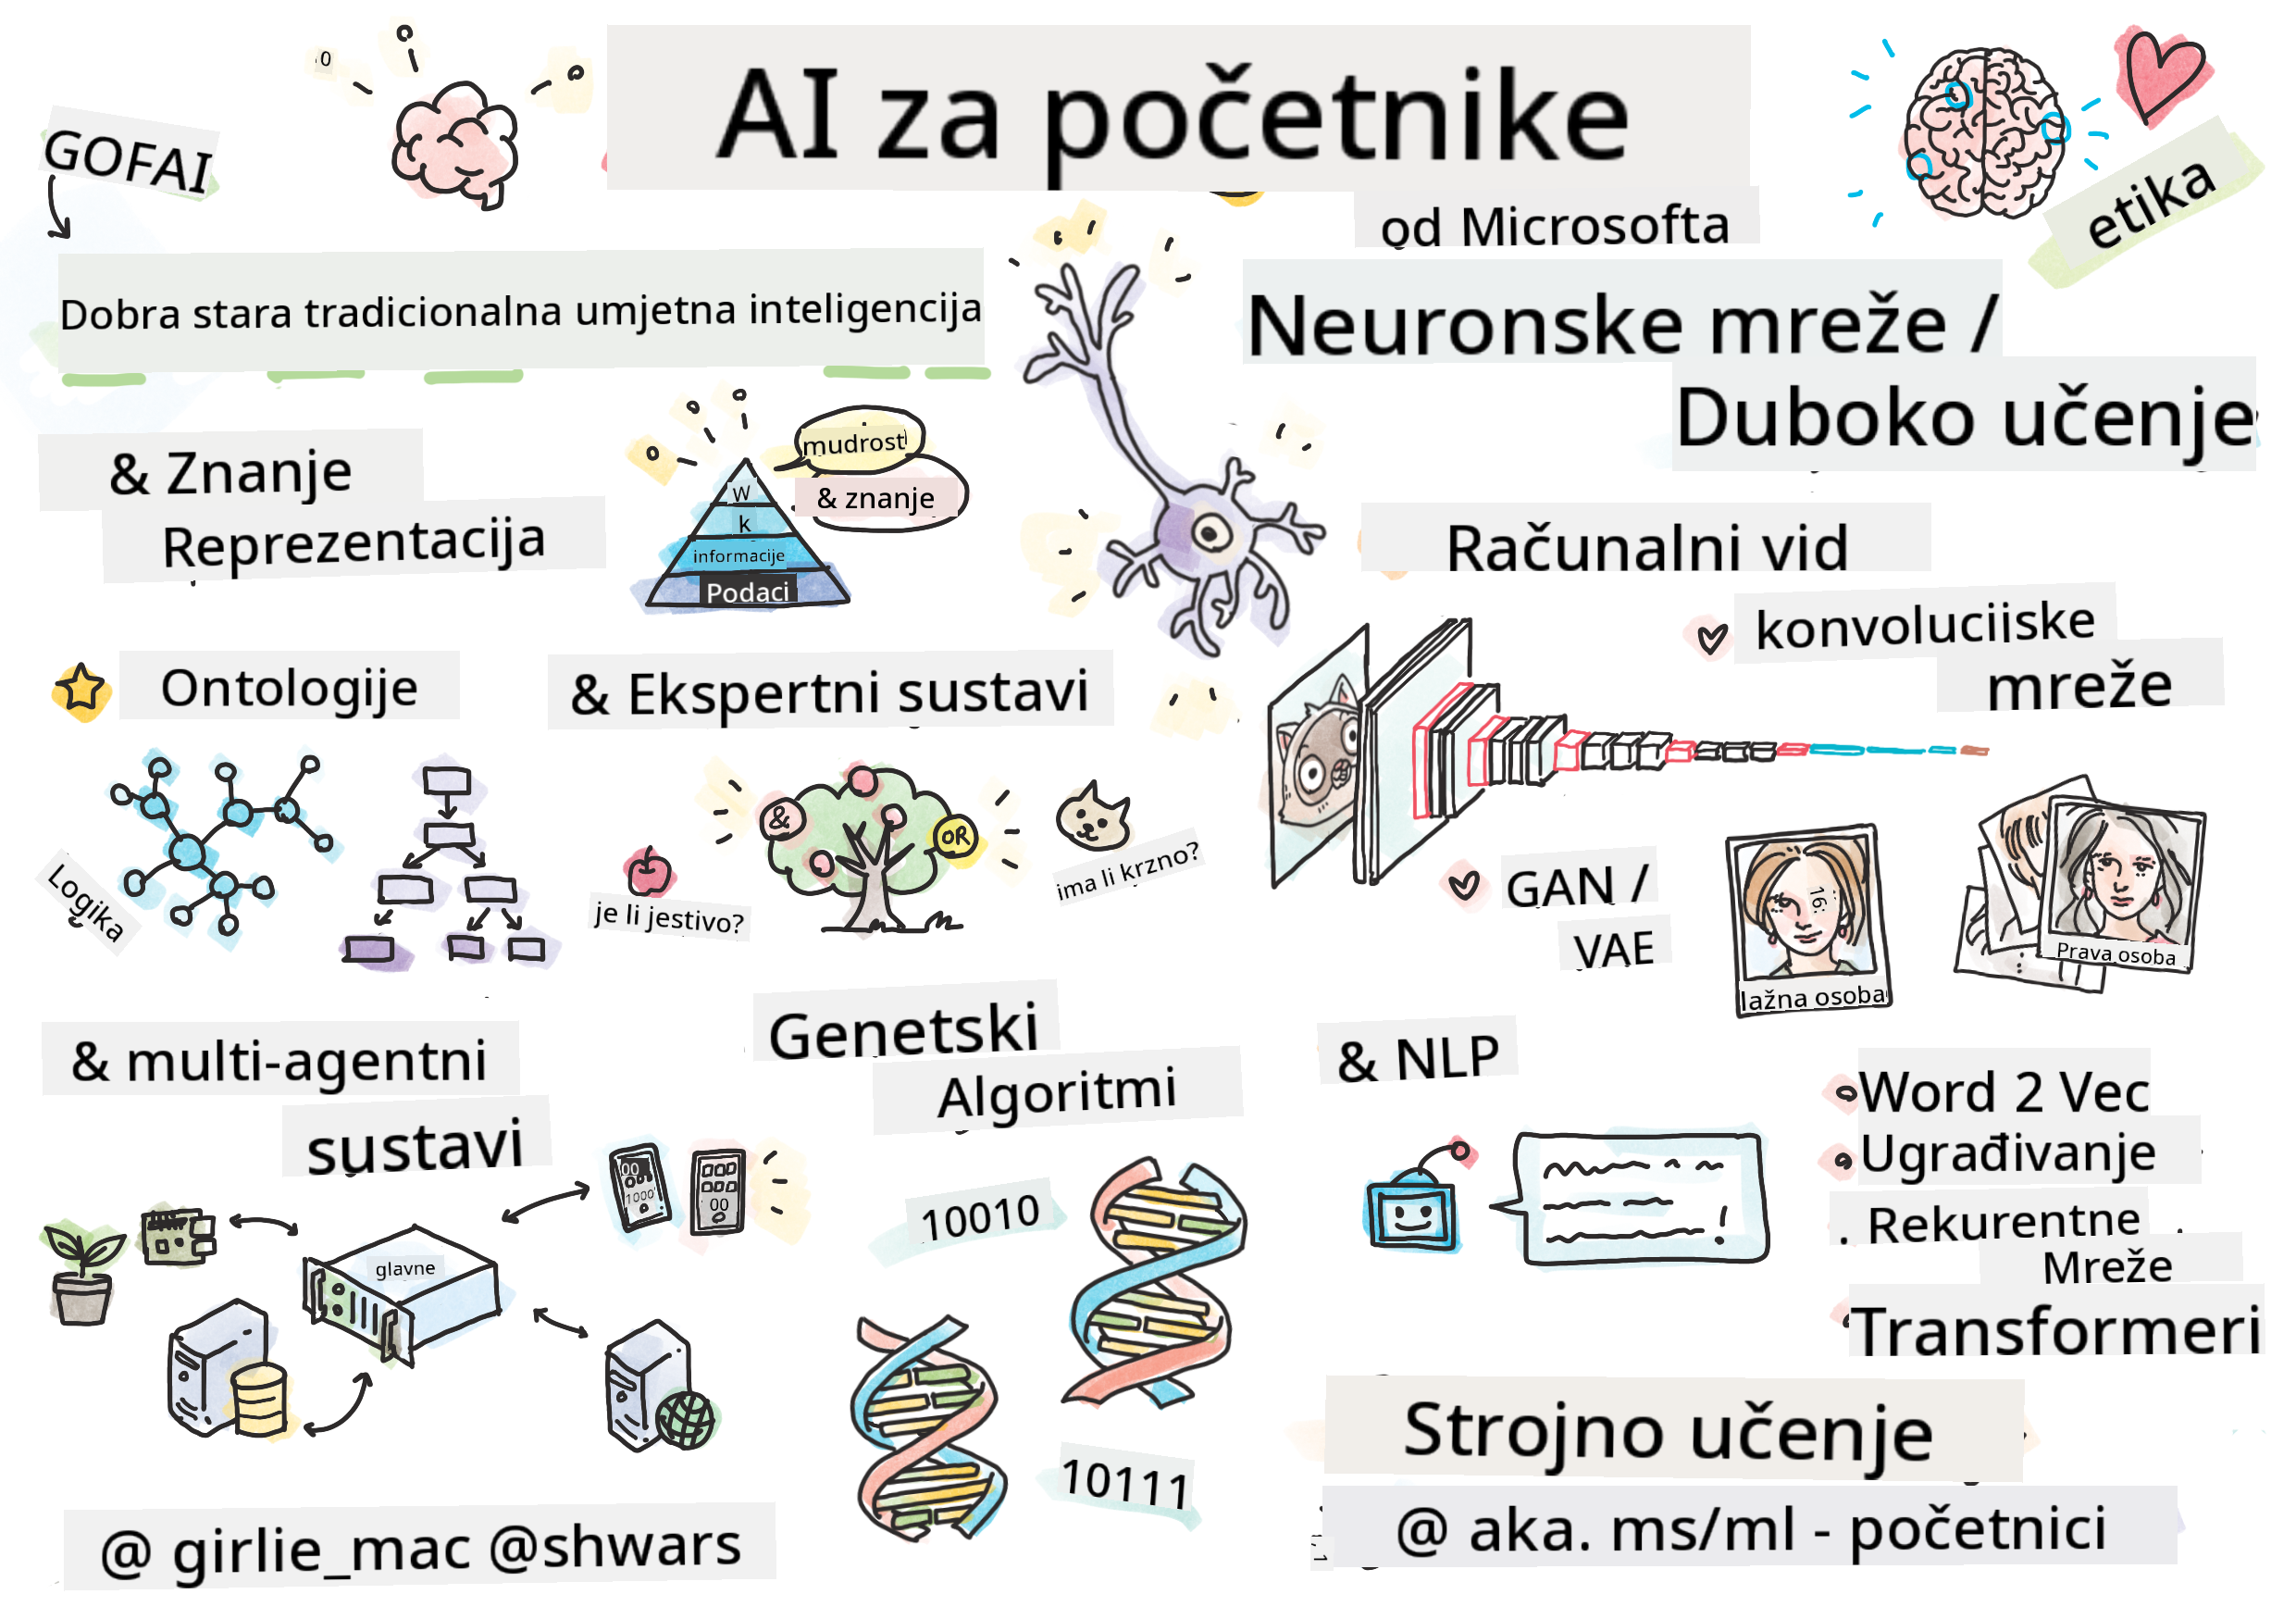 AI za početnike
od Microsofta
GOFAI
etika
Dobra stara tradicionalna umjetna inteligencija
Neuronske mreže /
Duboko učenje
& Znanje
Reprezentacija
mudrost
& znanje
W
k
informacije
Podaci
Računalni vid
konvolucijske
mreže
Ontologije
& Ekspertni sustavi
Logika
&
OR
je li jestivo?
ima li krzno?
GAN /
VAE
lažna osoba
Prava osoba
& multi-agentni
sustavi
glavne
Genetski
Algoritmi
10010
10111
& NLP
Word 2 Vec
Ugrađivanje
Rekurentne
Mreže
Transformeri
Strojno učenje
@ aka. ms/ml - početnici
@ girlie_mac @shwars